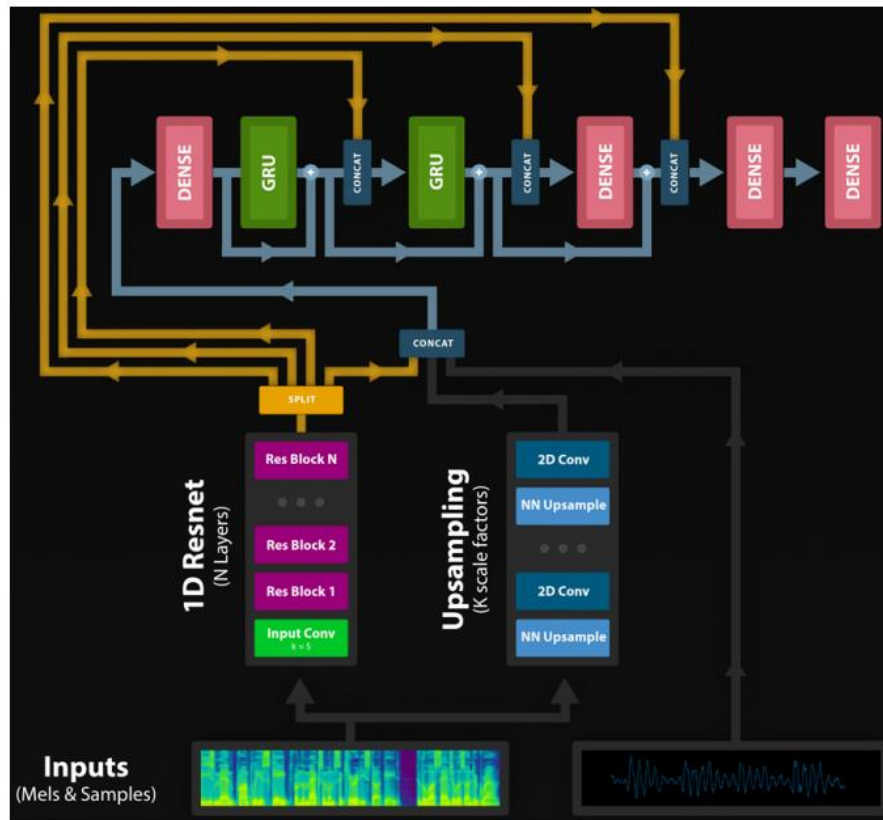 DENSE
GRU
+
CONCAT
GRU
+
CONCAT
DENSE
+
CONCAT
DENSE
DENSE
CONCAT
SPLIT
1D Resnet
(N Layers)
Res Block N
Res Block 2
Res Block 1
Input Conv
k = 5
Upsampling
(K scale factors)
2D Conv
NN Upsample
2D Conv
NN Upsample
Inputs
(Mels & Samples)